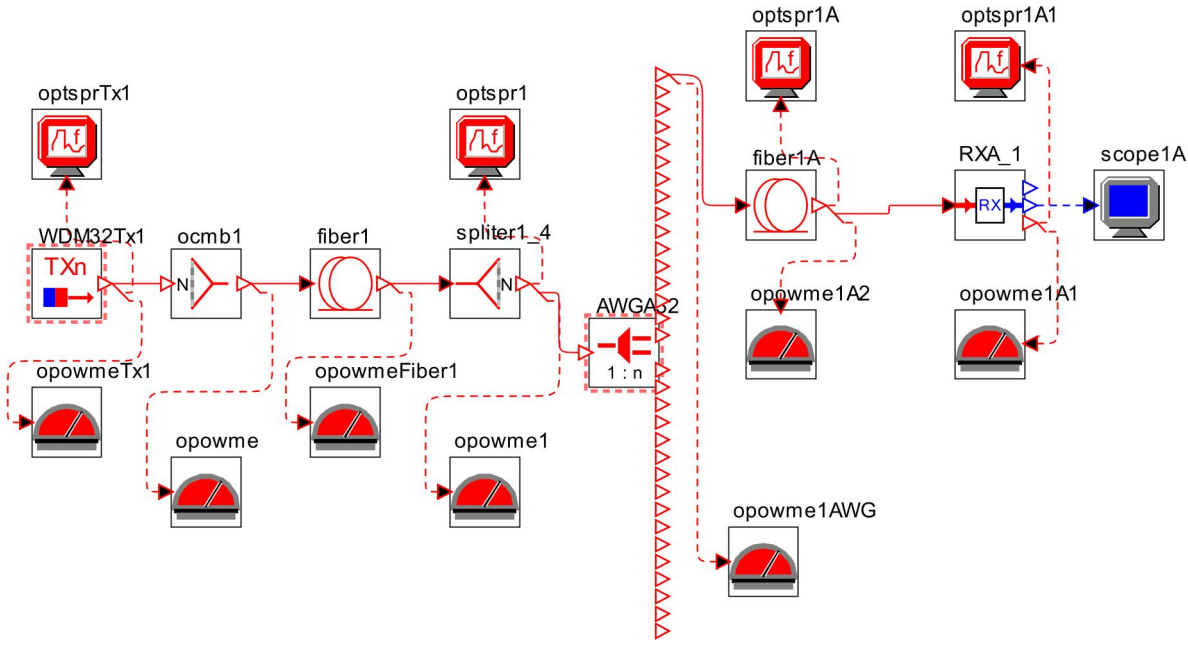 optspr1A
optspr1A1
optsprTx1
optspr1
fiber1A
RXA_1
scope1A
RX
WDM32Tx1
ocmb1
fiber1
spliter1_4
TXn
N
N
AWGA32
opowme1A2
opowme1A1
1 : n
opowmeTx1
opowmeFiber1
opowme
opowme1
opowme1AWG
f
f
f
f